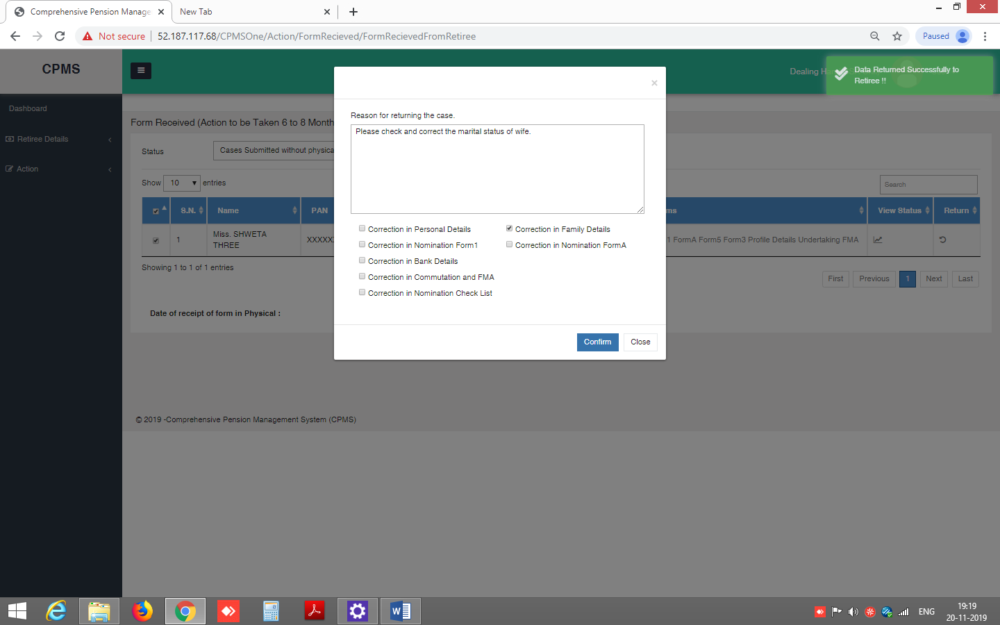 Comprehensive Pension Manage
New Tab
Not secure
52.187.117.68/CPMSOne/Action/FormRecieved/FormRecievedFromRetiree
Paused
CPMS
Dealing H
Data Returned Successfully to
Retiree !!
Dashboard
Retiree Details
Action
Form Received (Action to be Taken 6 to 8 Month
Status
Cases Submitted without physica
Show 10 entries
Search
S.N. Name PAN ms View Status Return
1 Miss. SHWETA
THREE
XXXXX 1 FormA Form5 Form3 Profile Details Undertaking FMA
Showing 1 to 1 of 1 entries
First Previous 1 Next Last
Date of receipt of form in Physical :
© 2019 -Comprehensive Pension Management System (CPMS)
×
Reason for returning the case.
Please check and correct the marital status of wife.
Correction in Personal Details Correction in Family Details
Correction in Nomination Form1 Correction in Nomination FormA
Correction in Bank Details
Correction in Commutation and FMA
Correction in Nomination Check List
Confirm Close
ENG
19:19
20-11-2019